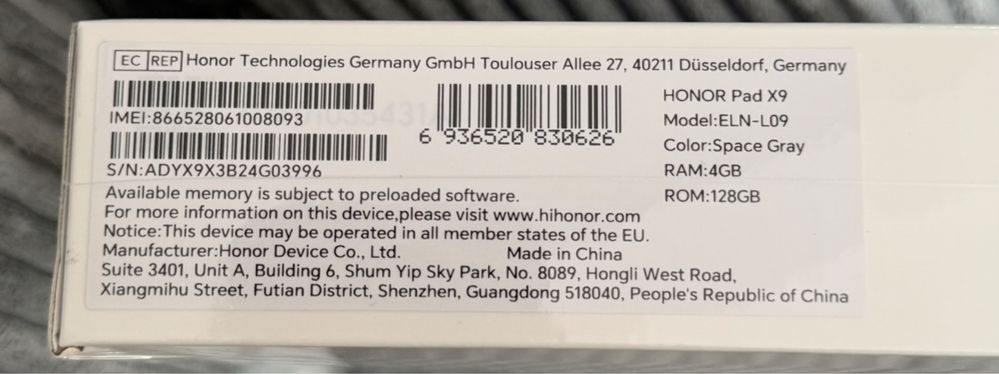 EC REP Honor Technologies Germany GmbH Toulouser Allee 27, 40211 Düsseldorf, Germany
IMEI:866528061008093
S/N:ADYX9X3B24G03996
6 936520 830626
HONOR Pad X9
Model:ELN-L09
Color:Space Gray
RAM:4GB
ROM:128GB
Available memory is subject to preloaded software.
For more information on this device,please visit www.hihonor.com
Notice:This device may be operated in all member states of the EU.
Manufacturer:Honor Device Co., Ltd. Made in China
Suite 3401, Unit A, Building 6, Shum Yip Sky Park, No. 8089, Hongli West Road,
Xiangmihu Street, Futian District, Shenzhen, Guangdong 518040, People's Republic of China